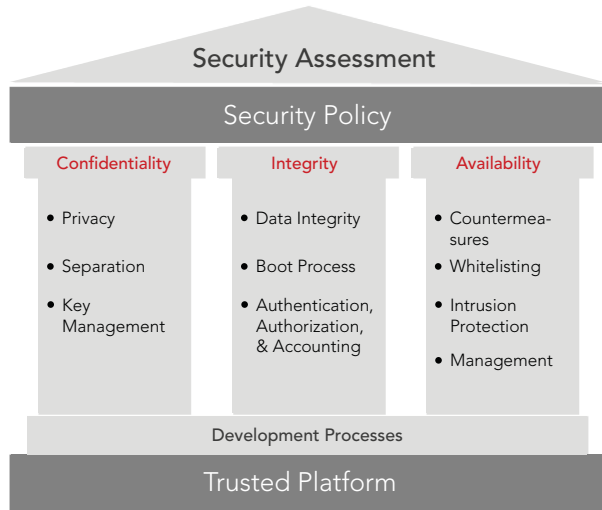 Security Assessment
Security Policy
Confidentiality
• Privacy
• Separation
• Key
Management
Integrity
• Data Integrity
• Boot Process
• Authentication,
Authorization,
& Accounting
Availability
• Countermea-
sures
• Whitelisting
• Intrusion
Protection
• Management
Development Processes
Trusted Platform